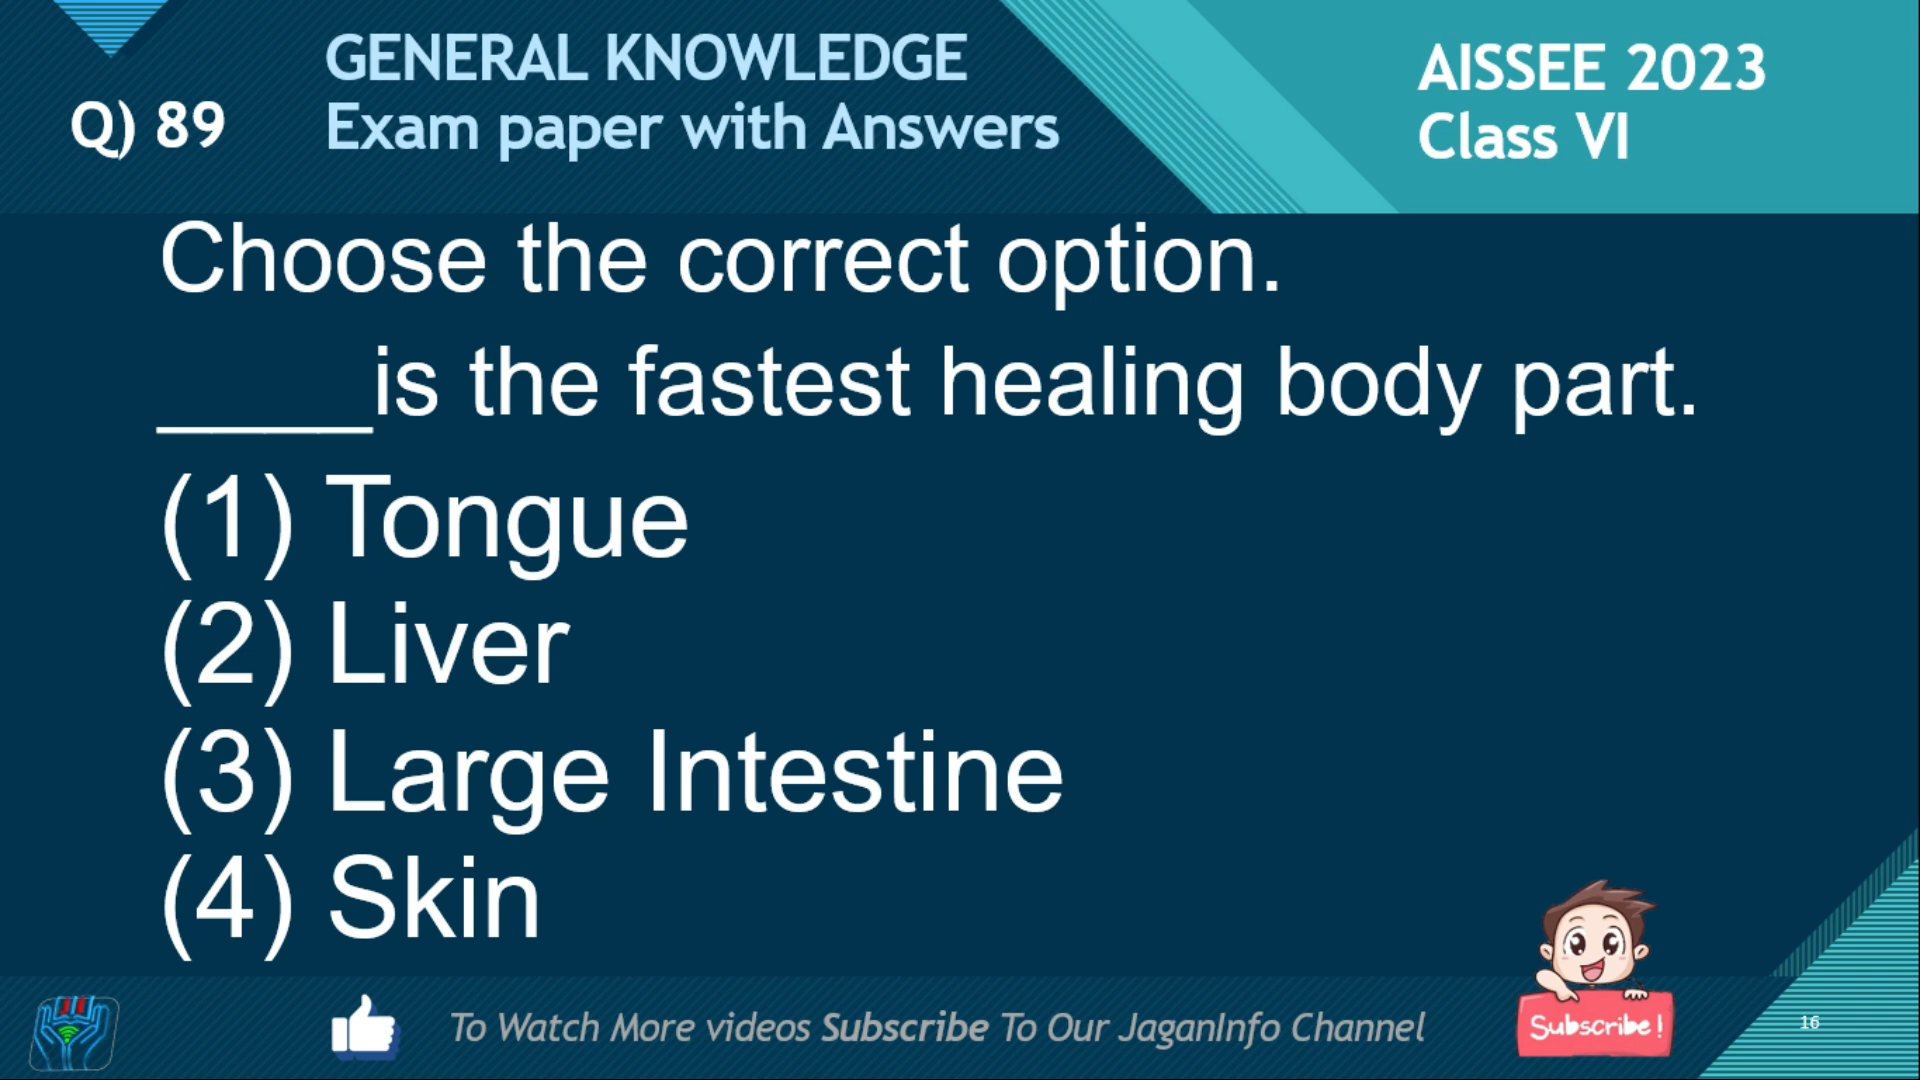 Q) 89
GENERAL KNOWLEDGE
Exam paper with Answers
AISSEE 2023
Class VI
Choose the correct option.
____is the fastest healing body part.
(1) Tongue
(2) Liver
(3) Large Intestine
(4) Skin
To Watch More videos Subscribe To Our JaganInfo Channel
Subscribe!
16